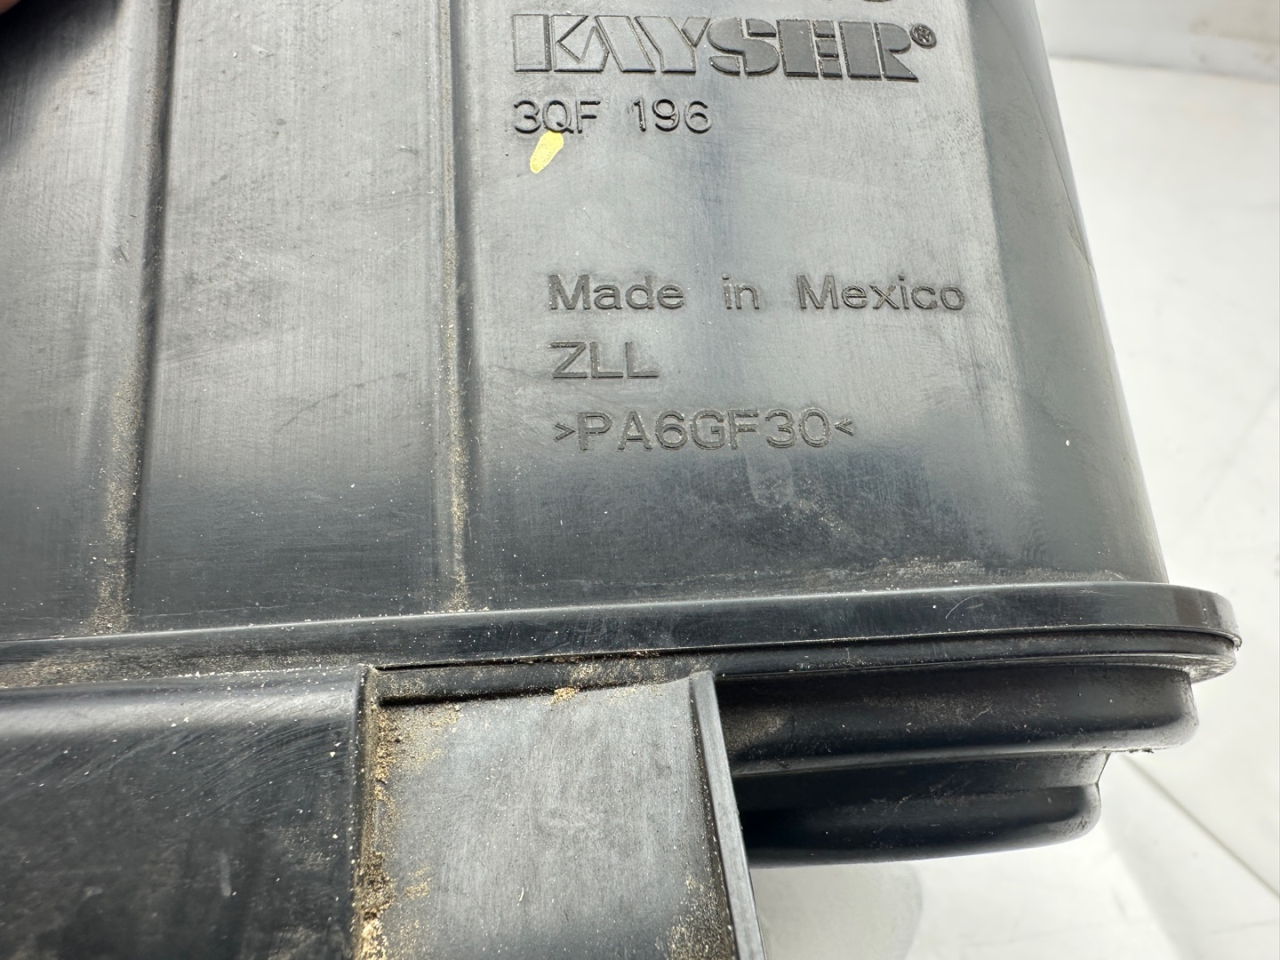 KAYSER®
3QF 196
Made in Mexico
ZLL
>PA6GF30<